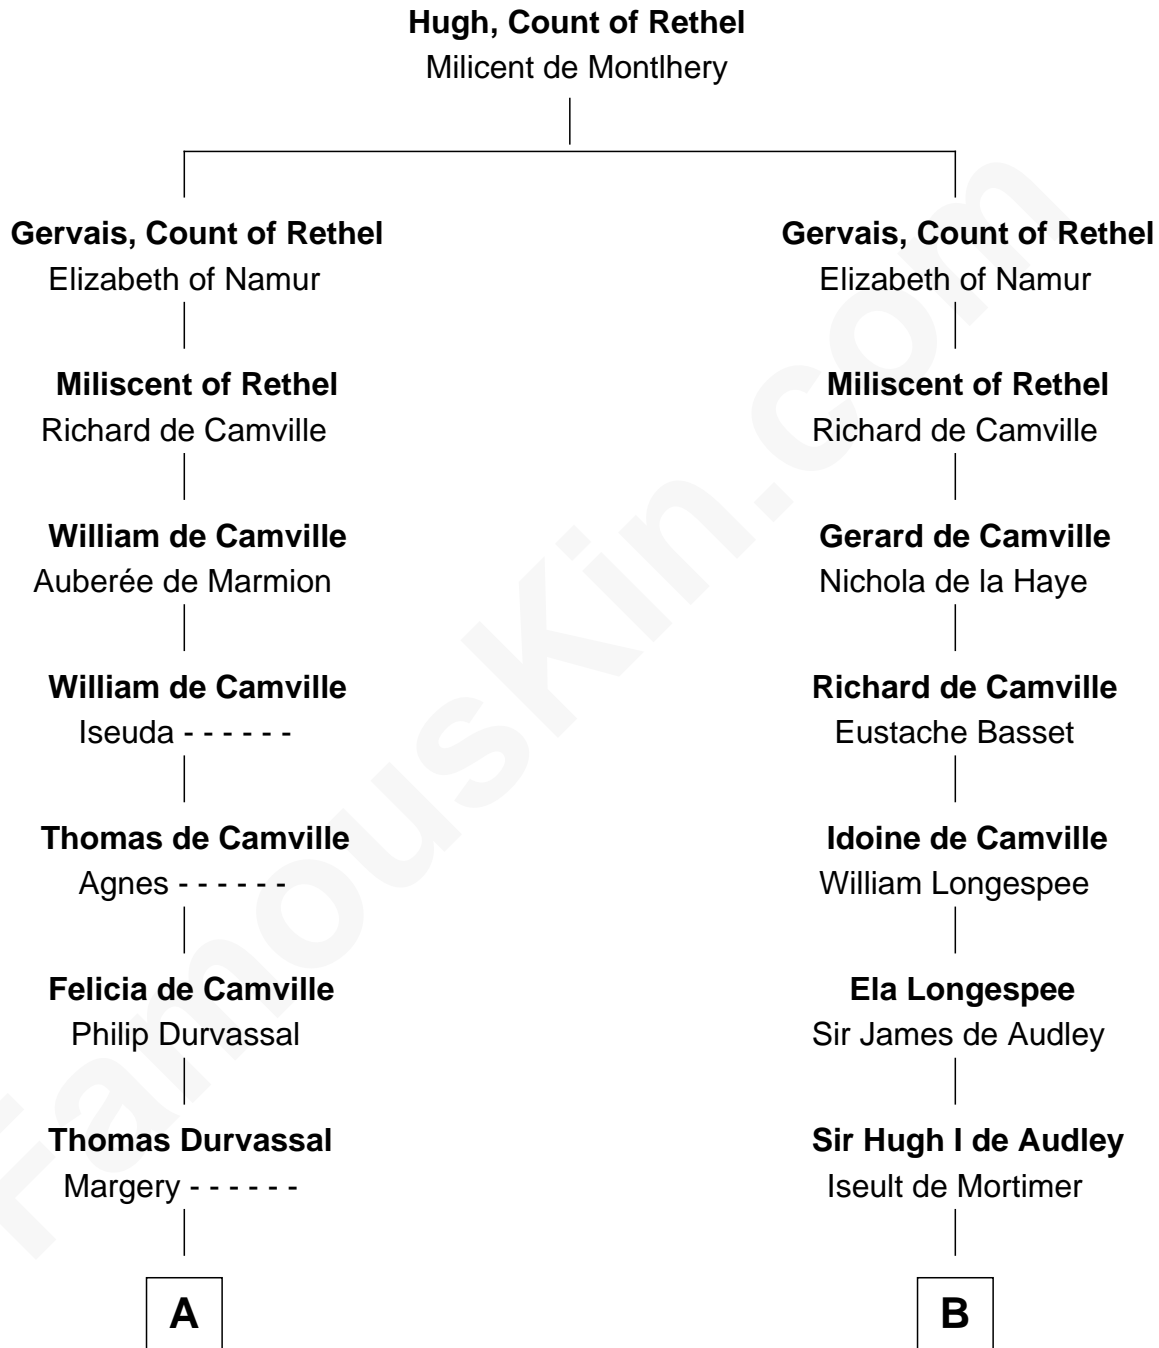 Hugh, Count of Rethel
Milicent de Montlhery
Gervais, Count of Rethel
Elizabeth of Namur
Miliscent of Rethel
Richard de Camville
William de Camville
Auberée de Marmion
William de Camville
Iseuda - - - - - -
Thomas de Camville
Agnes - - - - - -
Felicia de Camville
Philip Durvassal
Thomas Durvassal
Margery - - - - - -
A
Gervais, Count of Rethel
Elizabeth of Namur
Miliscent of Rethel
Richard de Camville
Gerard de Camville
Nichola de la Haye
Richard de Camville
Eustache Basset
Idoine de Camville
William Longespee
Ela Longespee
Sir James de Audley
Sir Hugh I de Audley
Iseult de Mortimer
B
FamousKin.com